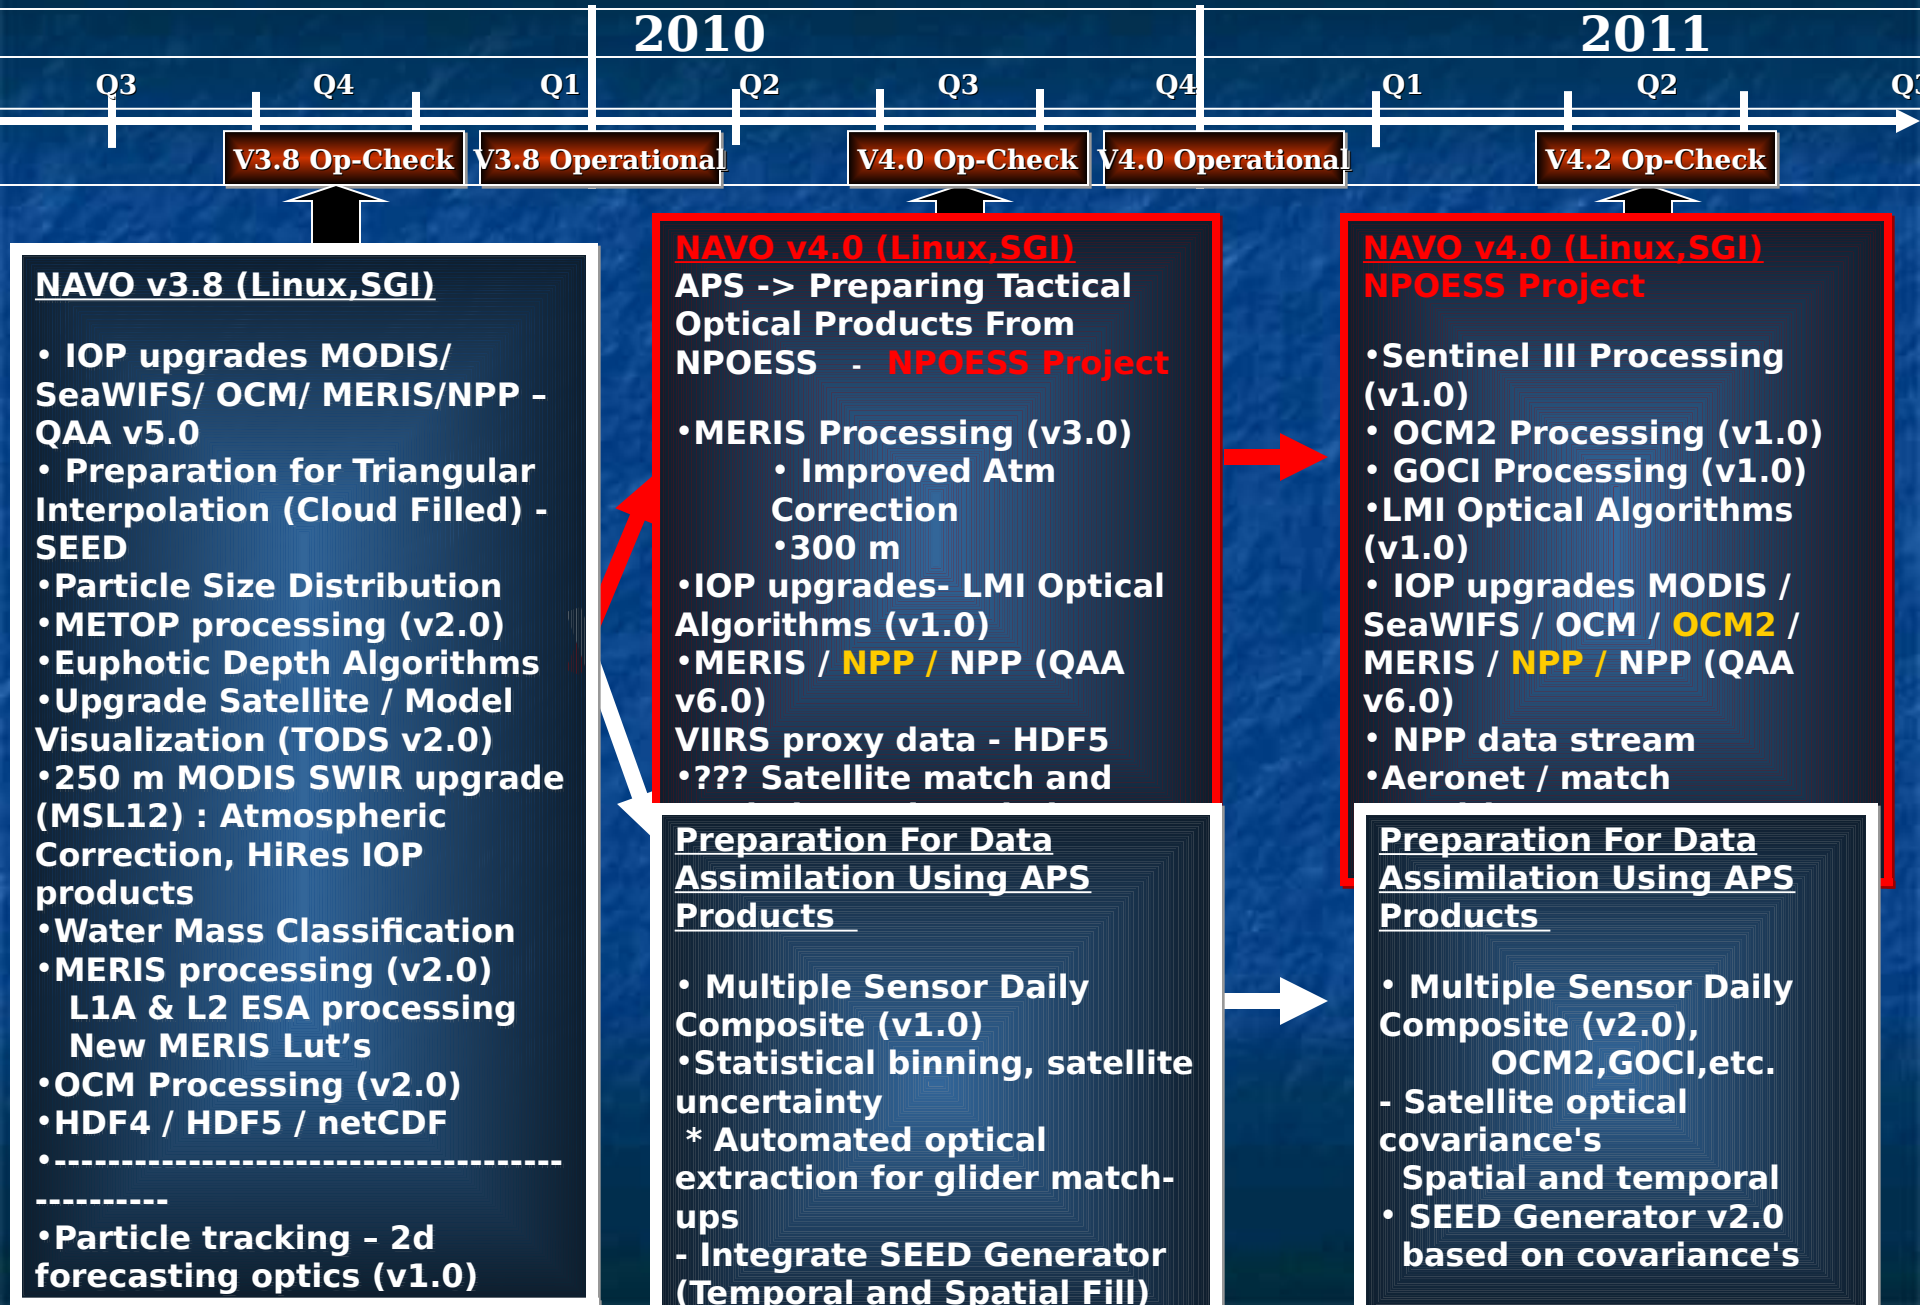 2010
2011
Q3
Q4
Q1
Q2
Q3
Q4
Q1
Q2
V3.8 Op-Check
V3.8 Operational
V4.0 Op-Check
V4.0 Operational
V4.2 Op-Check
NAVO v3.8 (Linux,SGI)
• IOP upgrades MODIS/
SeaWIFS/ OCM/ MERIS/NPP –
QAA v5.0
• Preparation for Triangular
Interpolation (Cloud Filled) -
SEED
•Particle Size Distribution
•METOP processing (v2.0)
•Euphotic Depth Algorithms
•Upgrade Satellite / Model
Visualization (TODS v2.0)
•250 m MODIS SWIR upgrade
(MSL12) : Atmospheric
Correction, HiRes IOP
products
•Water Mass Classification
•MERIS processing (v2.0)
L1A & L2 ESA processing
New MERIS Lut’s
•OCM Processing (v2.0)
•HDF4 / HDF5 / netCDF
•--------------------------------------
----------
•Particle tracking – 2d
forecasting optics (v1.0)
NAVO v4.0 (Linux,SGI)
APS -> Preparing Tactical
Optical Products From
NPOESS - NPOESS Project
•MERIS Processing (v3.0)
• Improved Atm
Correction
•300 m
•IOP upgrades- LMI Optical
Algorithms (v1.0)
•MERIS / NPP / NPP (QAA
v6.0)
VIIRS proxy data - HDF5
•??? Satellite match and
Preparation For Data
Assimilation Using APS
Products
• Multiple Sensor Daily
Composite (v1.0)
•Statistical binning, satellite
uncertainty
* Automated optical
extraction for glider match-
ups
- Integrate SEED Generator
(Temporal and Spatial Fill)
NAVO v4.0 (Linux,SGI)
NPOESS Project
•Sentinel III Processing
(v1.0)
• OCM2 Processing (v1.0)
• GOCI Processing (v1.0)
•LMI Optical Algorithms
(v1.0)
• IOP upgrades MODIS /
SeaWIFS / OCM / OCM2 /
MERIS / NPP / NPP (QAA
v6.0)
• NPP data stream
•Aeronet / match
Preparation For Data
Assimilation Using APS
Products
• Multiple Sensor Daily
Composite (v2.0),
OCM2,GOCI,etc.
- Satellite optical
covariance's
Spatial and temporal
• SEED Generator v2.0
based on covariance's